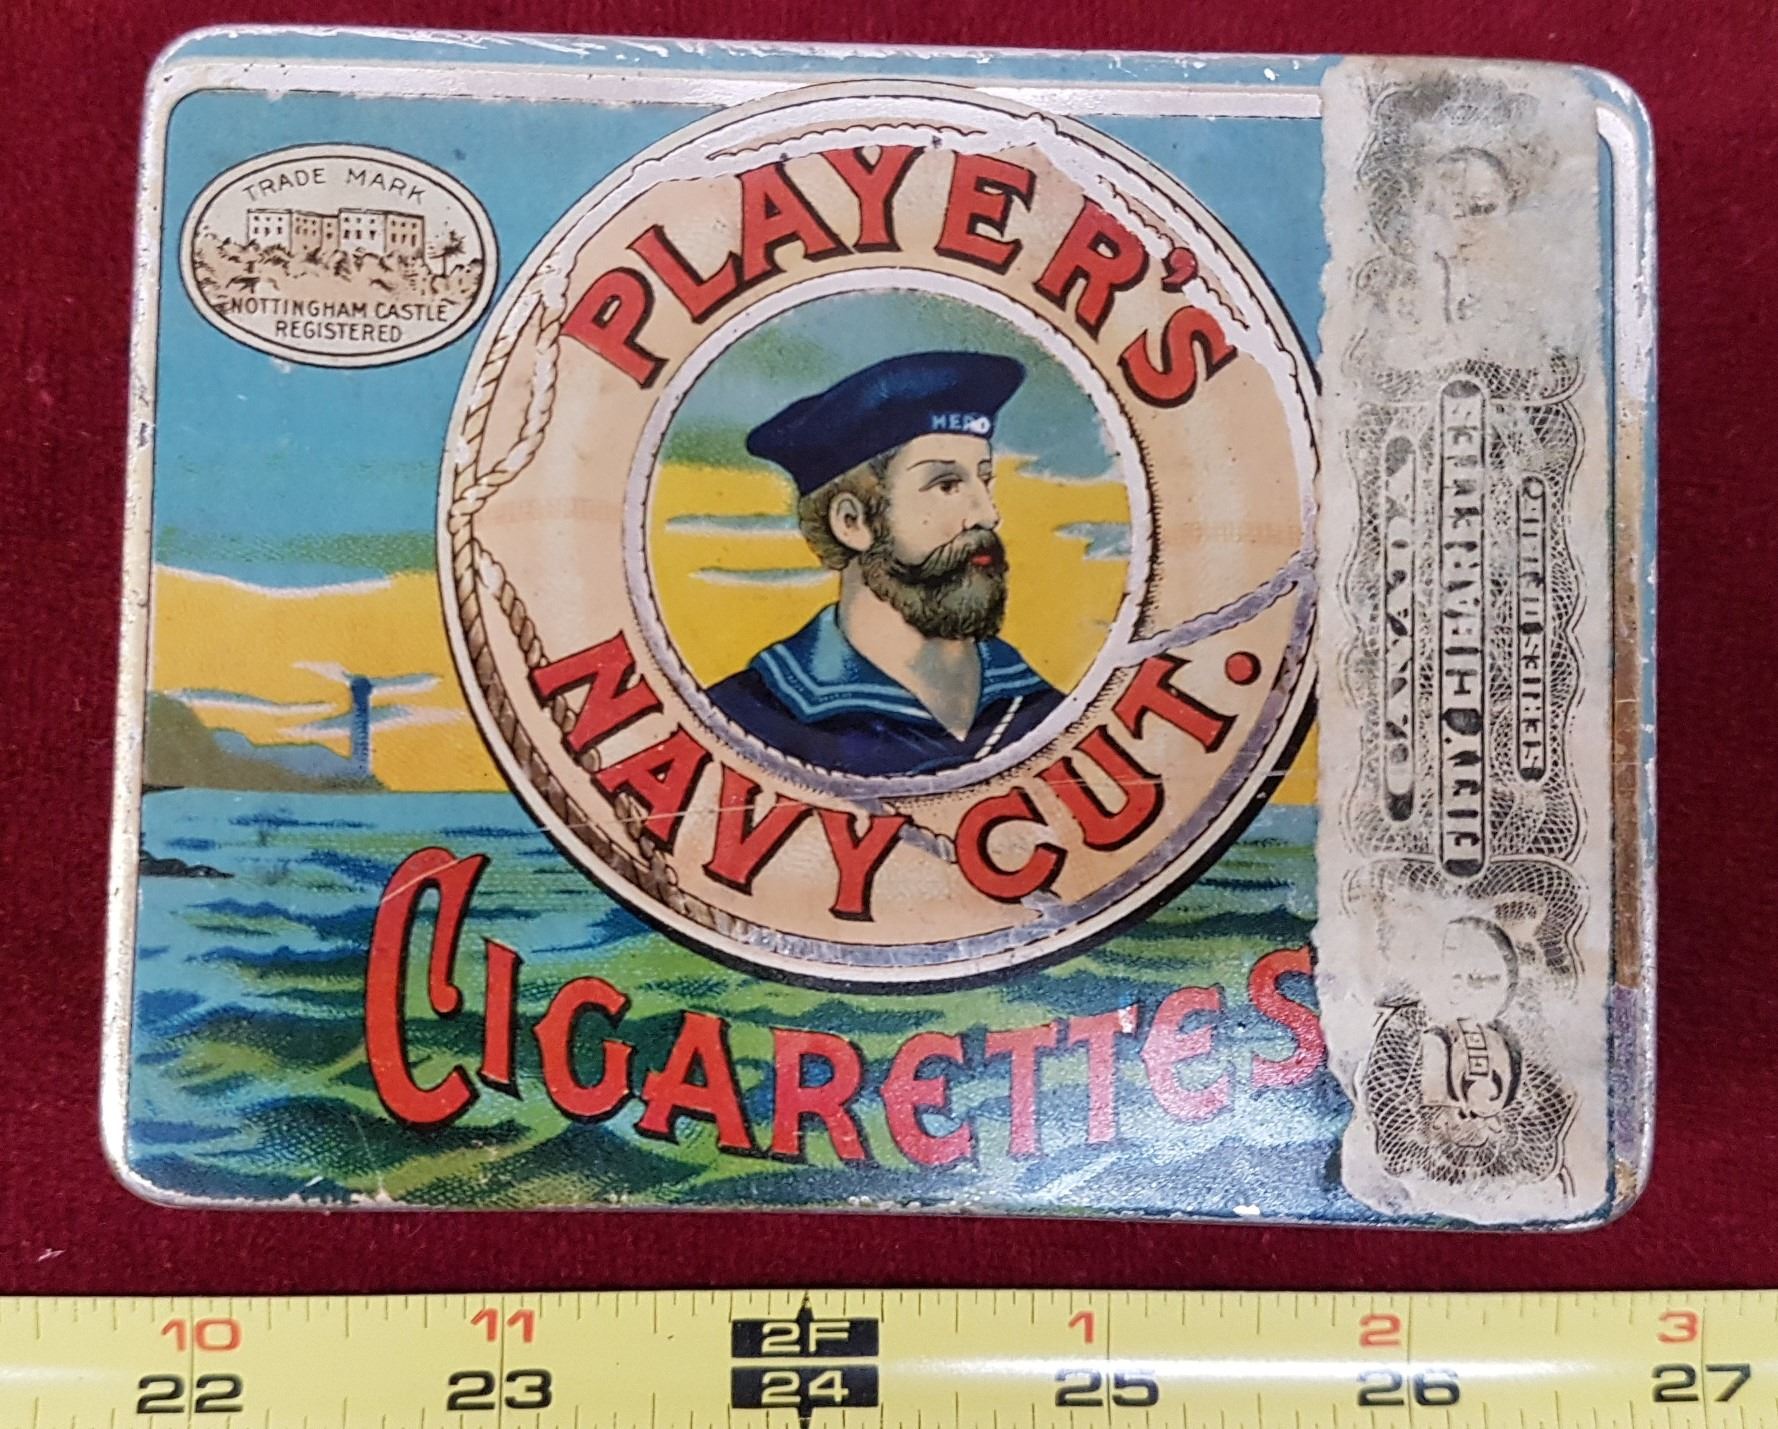 TRADE MARK
NOTTINGHAM CASTLE
REGISTERED
PLAYER'S
HERO
NAVY CUT.
CIGARETTES
10 11 2F 1 2 3
22 23 24 25 26 27